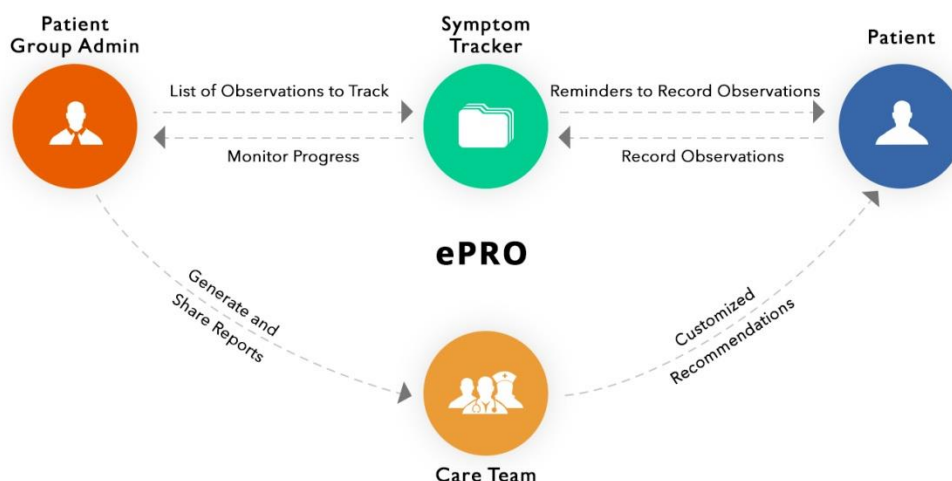 Patient
Group Admin
Symptom
Tracker
Patient
List of Observations to Track
Reminders to Record Observations
Monitor Progress
Record Observations
ePRO
Generate and
Share Reports
Customized
Recommendations
Care Team